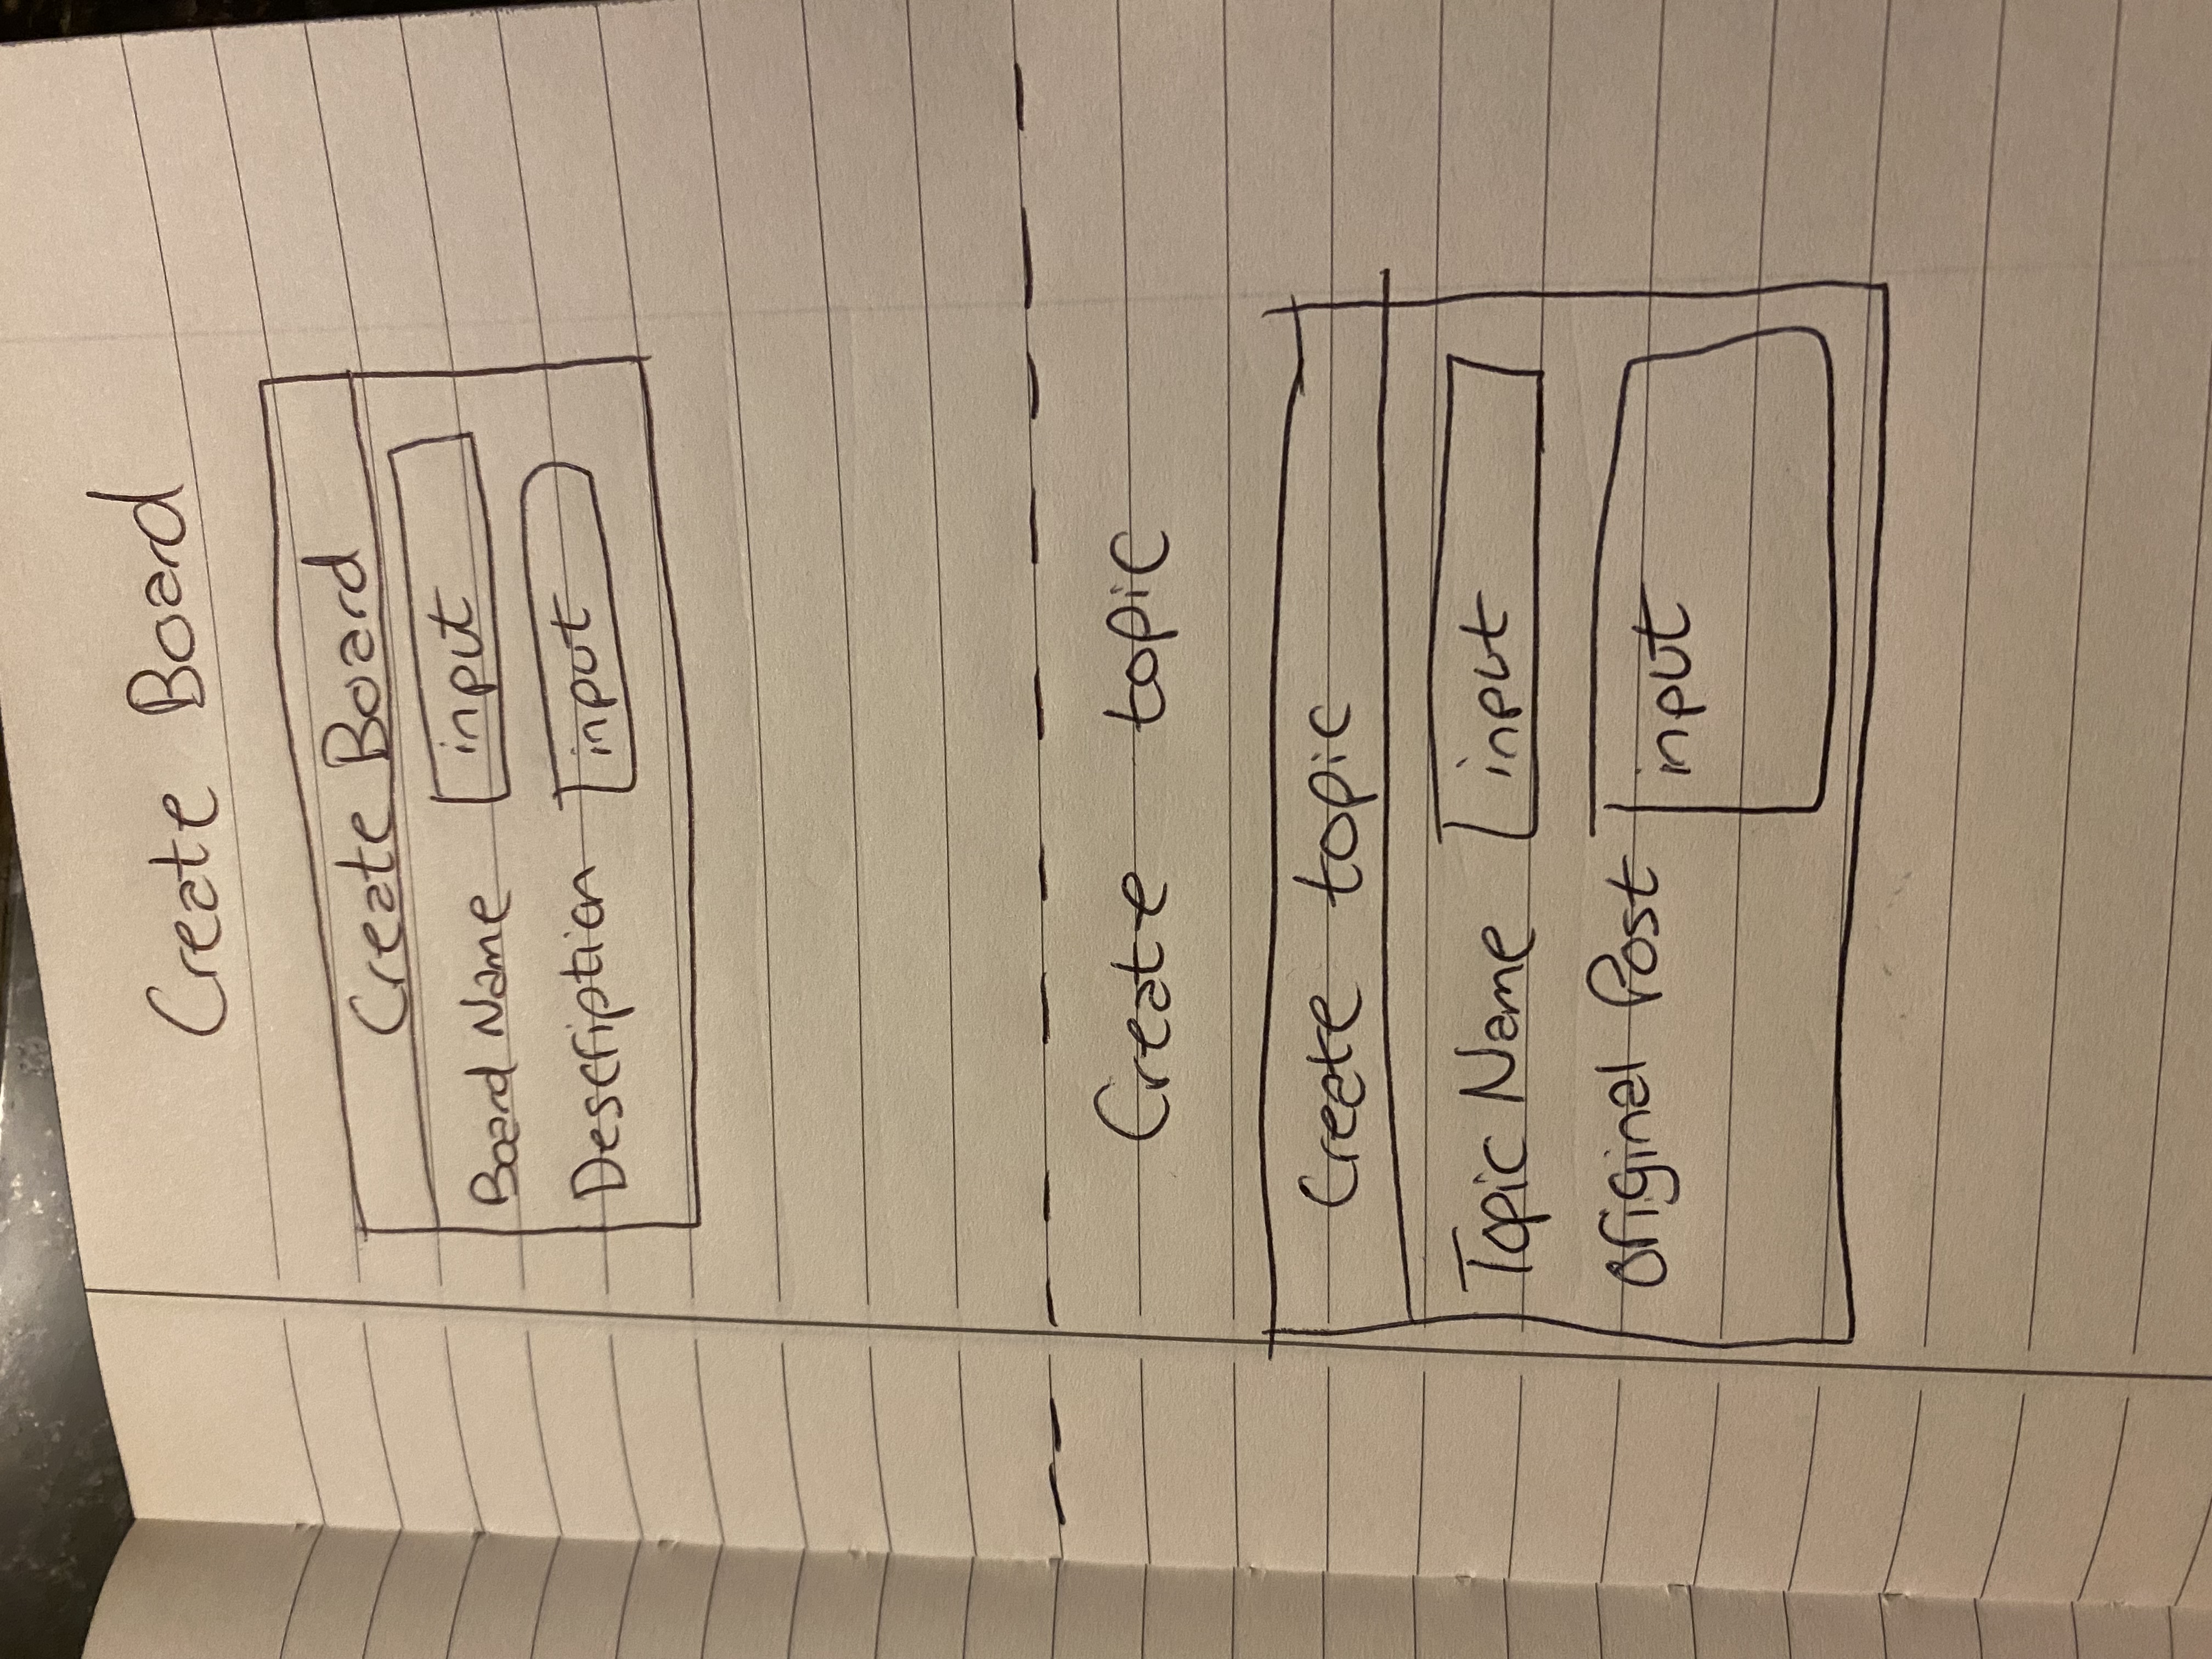 Create Board
Create Board
Board Name input
Description input
Create topic
Create topic
Topic Name input
Original Post input